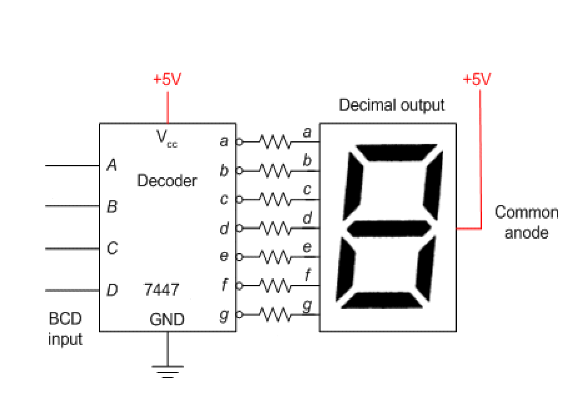 +5V
+5V
Decimal output
Vcc
a
a
A
b
b
Decoder
c
c
B
d
d
Common
anode
C
e
e
D
7447
f
f
BCD
input
GND
g
g